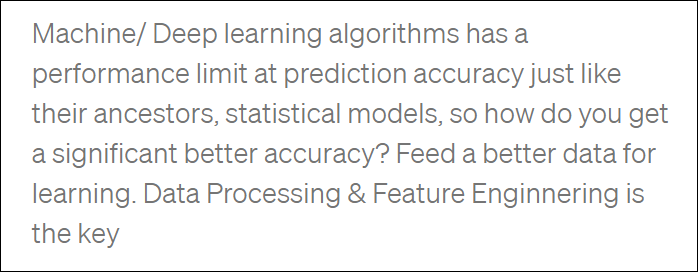 Machine/ Deep learning algorithms has a
performance limit at prediction accuracy just like
their ancestors, statistical models, so how do you get
a significant better accuracy? Feed a better data for
learning. Data Processing & Feature Enginnering is
the key